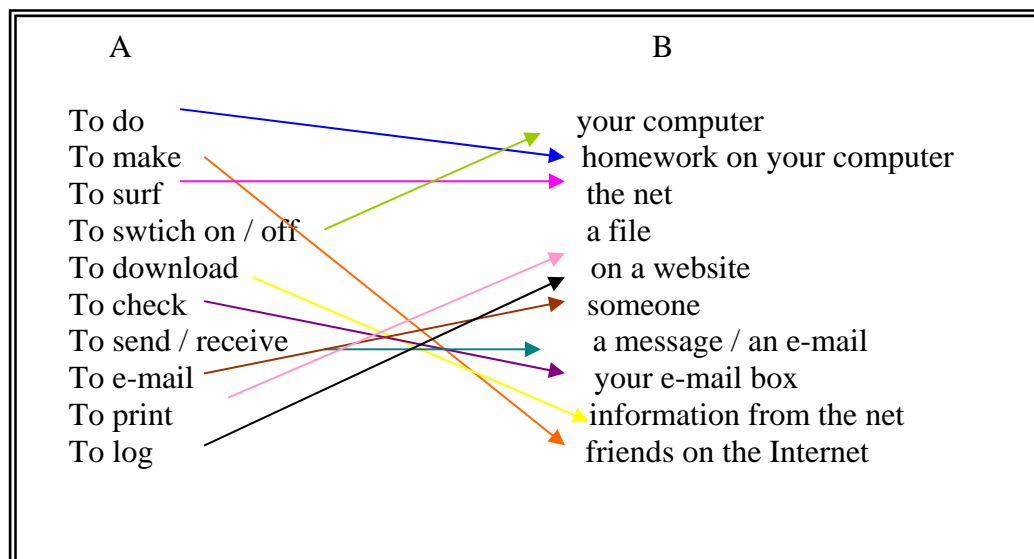 A B
To do your computer
To make homework on your computer
To surf the net
To swtich on / off a file
To download on a website
To check someone
To send / receive a message / an e-mail
To e-mail your e-mail box
To print information from the net
To log friends on the Internet